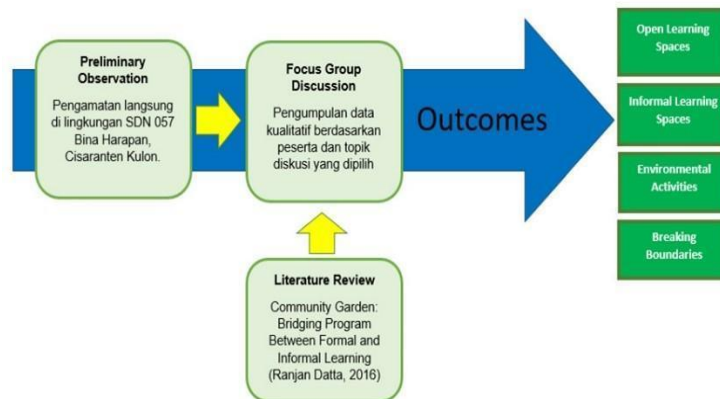 Preliminary
Observation
Pengamatan langsung
di lingkungan SDN 057
Bina Harapan,
Cisaranten Kulon.
Focus Group
Discussion
Pengumpulan data
kualitatif berdasarkan
peserta dan topik
diskusi yang dipilih
Literature Review
Community Garden:
Bridging Program
Between Formal and
Informal Learning
(Ranjan Datta, 2016)
Outcomes
Open Learning
Spaces
Informal Learning
Spaces
Environmental
Activities
Breaking
Boundaries